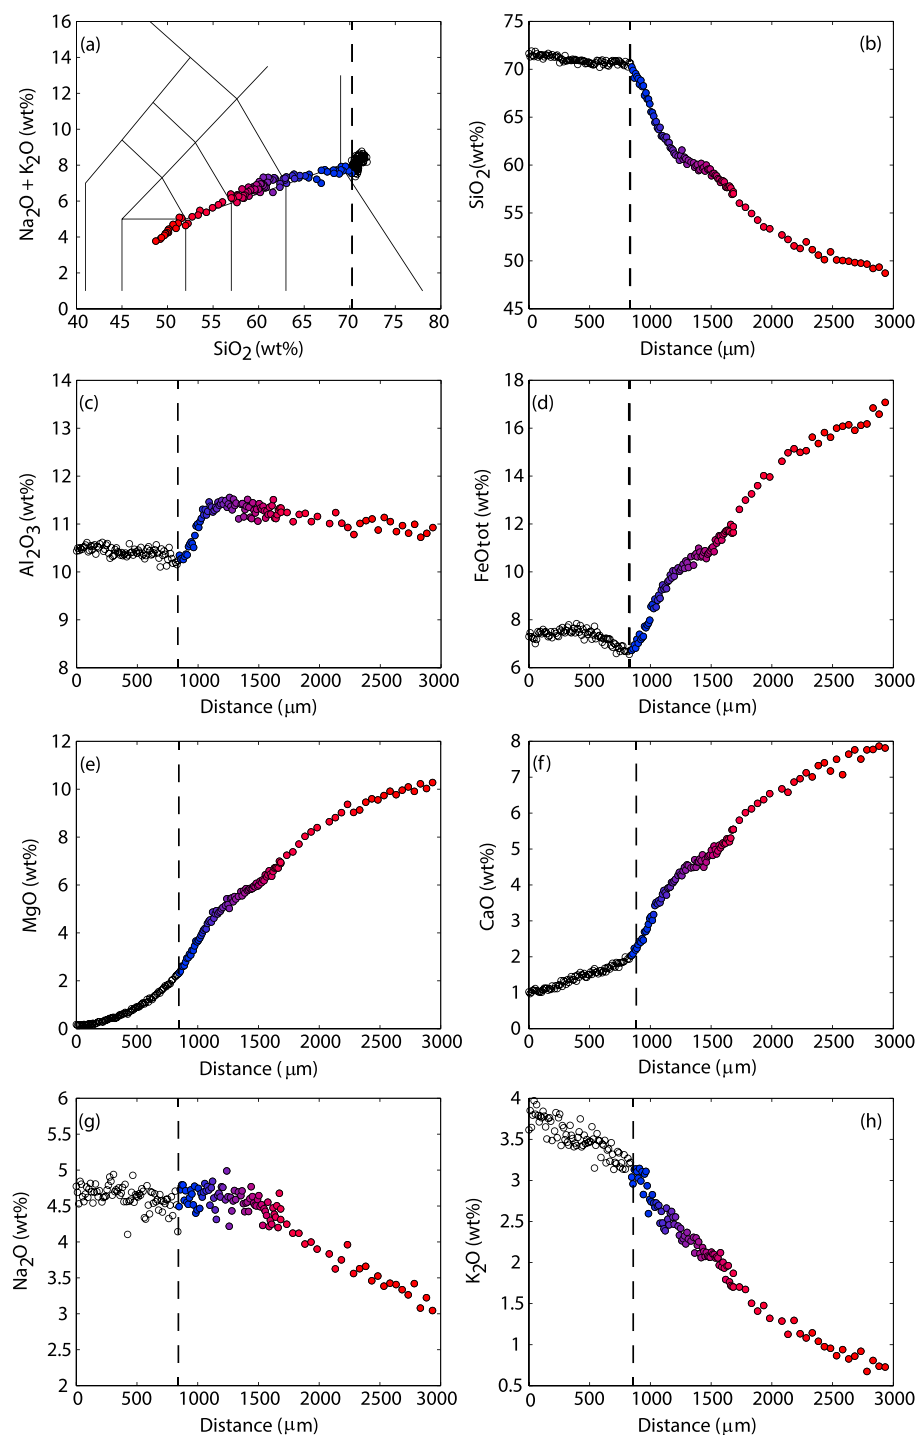 (a)
16
14
12
10
8
6
4
2
0
Na2O + K2O (wt%)
40 45 50 55 60 65 70 75 80
SiO2 (wt%)
(b)
75
70
65
60
55
50
45
SiO2(wt%)
0 500 1000 1500 2000 2500 3000
Distance (μm)
(c)
14
13
12
11
10
9
8
Al2O3 (wt%)
0 500 1000 1500 2000 2500 3000
Distance (μm)
(d)
18
16
14
12
10
8
6
FeOtot (wt%)
0 500 1000 1500 2000 2500 3000
Distance (μm)
(e)
12
10
8
6
4
2
0
MgO (wt%)
0 500 1000 1500 2000 2500 3000
Distance ( μm)
(f)
8
7
6
5
4
3
2
1
0
CaO (wt%)
0 500 1000 1500 2000 2500 3000
Distance (μm)
(g)
6
5.5
5
4.5
4
3.5
3
2.5
2
Na2O (wt%)
0 500 1000 1500 2000 2500 3000
Distance (μm)
(h)
4
3.5
3
2.5
2
1.5
1
0.5
K2O (wt%)
0 500 1000 1500 2000 2500 3000
Distance (μm)